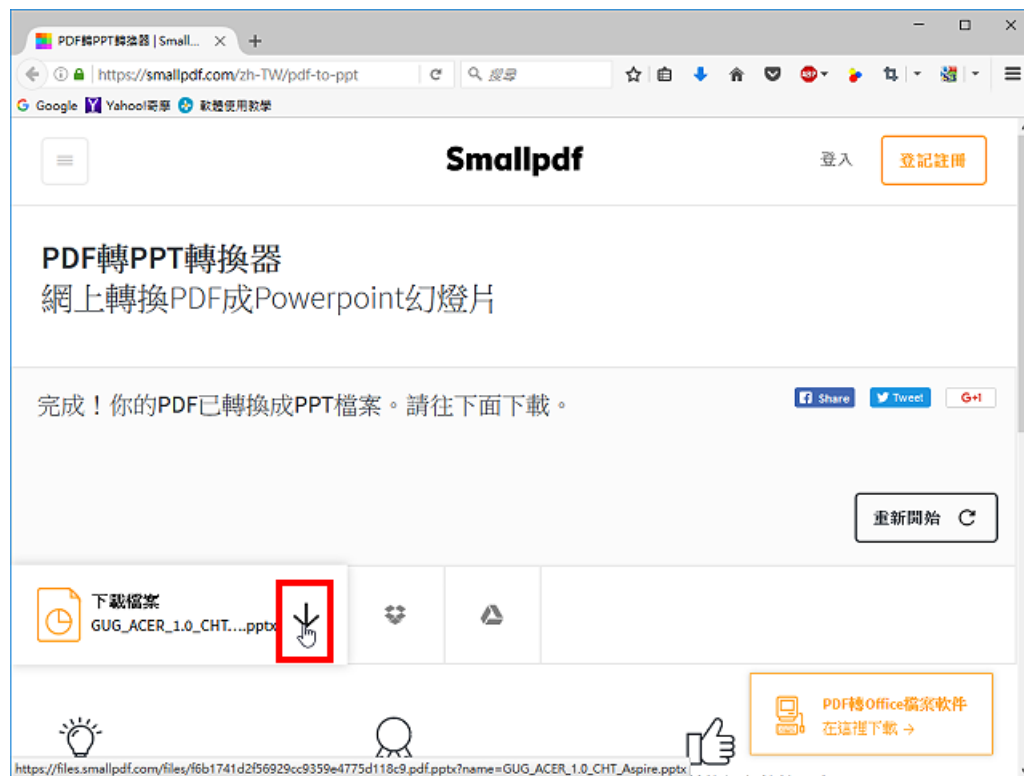 PDF轉PPT轉換器 | Small...
https://smallpdf.com/zh-TW/pdf-to-ppt
搜尋
ABP
Google Yahoo!奇摩 軟體使用教學
Smallpdf
登入
登記註冊
PDF轉PPT轉換器
網上轉換PDF成Powerpoint幻燈片
完成！你的PDF已轉換成PPT檔案。請往下面下載。
Share
Tweet
G+1
重新開始
下載檔案
GUG_ACER_1.0_CHT....pptx
PDF轉Office檔案軟件
在這裡下載 →
https://files.smallpdf.com/files/f6b1741d2f56929cc9359e4775d118c9.pdf.pptx?name=GUG_ACER_1.0_CHT_Aspire.pptx